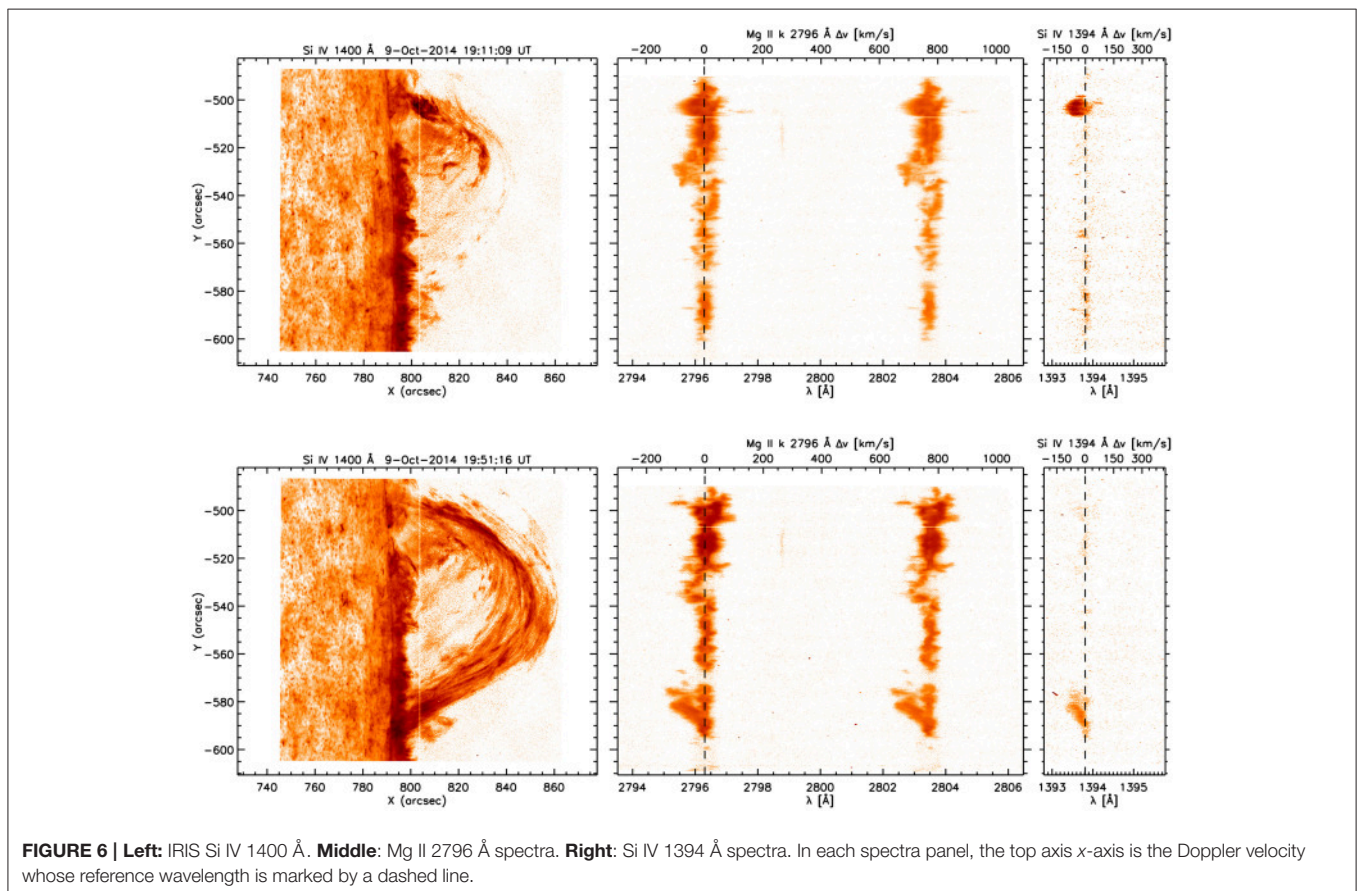 Si IV 1400 Å 9-Oct-2014 19:11:09 UT
Mg II k 2796 Å Δv [km/s]
Si IV 1394 Å Δv [km/s]
-200 0 200 400 600 800 1000
-150 0 150 300
Y (arcsec)
-500
-520
-540
-560
-580
-600
740 760 780 800 820 840 860
X (arcsec)
2794 2796 2798 2800 2802 2804 2806
λ [Å]
1393 1394 1395
λ [Å]
Si IV 1400 Å 9-Oct-2014 19:51:16 UT
Mg II k 2796 Å Δv [km/s]
Si IV 1394 Å Δv [km/s]
-200 0 200 400 600 800 1000
-150 0 150 300
Y (arcsec)
-500
-520
-540
-560
-580
-600
740 760 780 800 820 840 860
X (arcsec)
2794 2796 2798 2800 2802 2804 2806
λ [Å]
1393 1394 1395
λ [Å]
FIGURE 6 | Left: IRIS Si IV 1400 Å. Middle: Mg II 2796 Å spectra. Right: Si IV 1394 Å spectra. In each spectra panel, the top axis x-axis is the Doppler velocity
whose reference wavelength is marked by a dashed line.